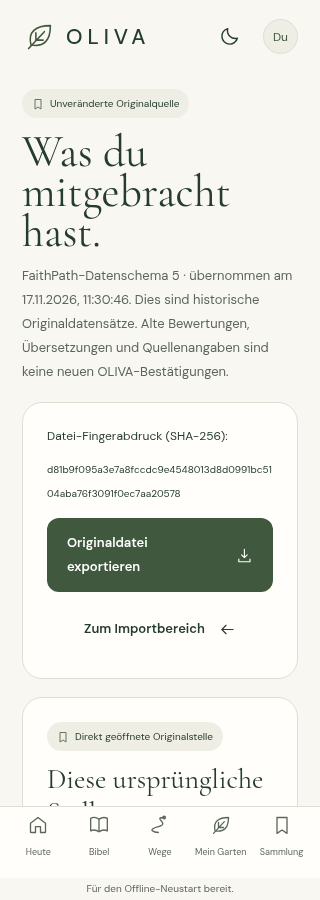 OLIVA
Du
Unveränderte Originalquelle
Was du
mitgebracht
hast.
FaithPath-Datenschema 5 · übernommen am
17.11.2026, 11:30:46. Dies sind historische
Originaldatensätze. Alte Bewertungen,
Übersetzungen und Quellenangaben sind
keine neuen OLIVA-Bestätigungen.
Datei-Fingerabdruck (SHA-256):
d81b9f095a3e7a8fccdc9e4548013d8d0991bc51
04aba76f3091f0ec7aa20578
Originaldatei
exportieren
Zum Importbereich
Direkt geöffnete Originalstelle
Diese ursprüngliche
Heute
Bibel
Wege
Mein Garten
Sammlung
Für den Offline-Neustart bereit.